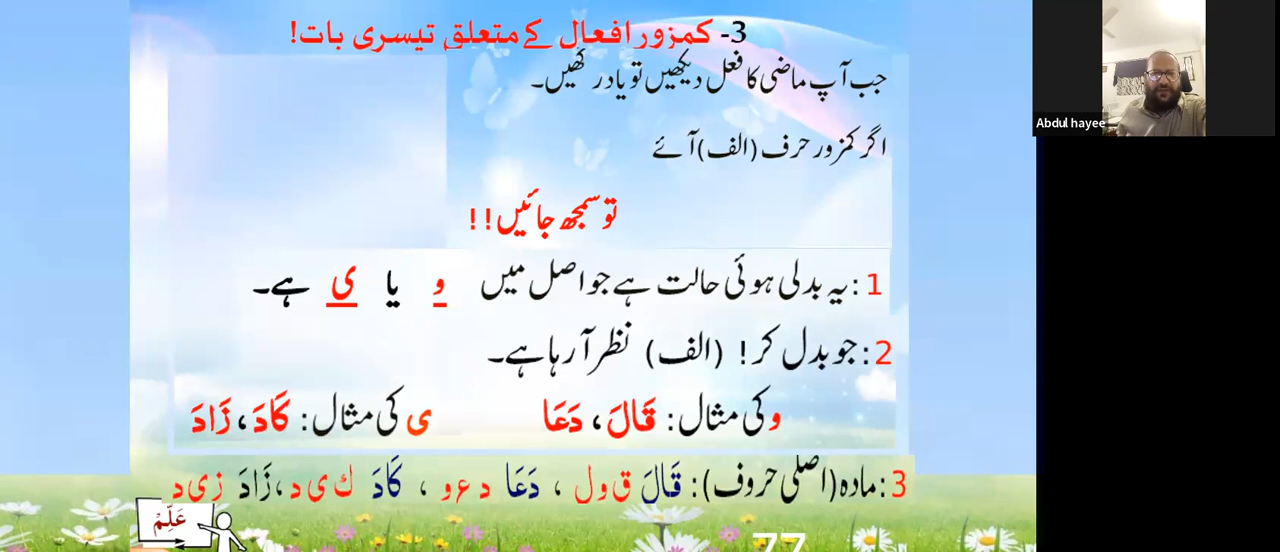 3- کمزور افعال کے متعلق تیسری بات!
جب آپ ماضی کا فعل دیکھیں تو یاد رکھیں۔
اگر کمزور حرف (الف) آئے
تو سمجھ جائیں!!
1: یہ بدلی ہوئی حالت ہے جو اصل میں و یا ی ہے۔
2: جو بدل کر! (الف) نظر آ رہا ہے۔
و کی مثال: قَالَ، دَعَا ی کی مثال: كَادَ، زَادَ
3: مادہ (اصلی حروف): قَالَ ق و ل ، دَعَا د ع و ، كَادَ ك ی د، زَادَ ز ی د
عَلِّمْ
77
Abdul hayee